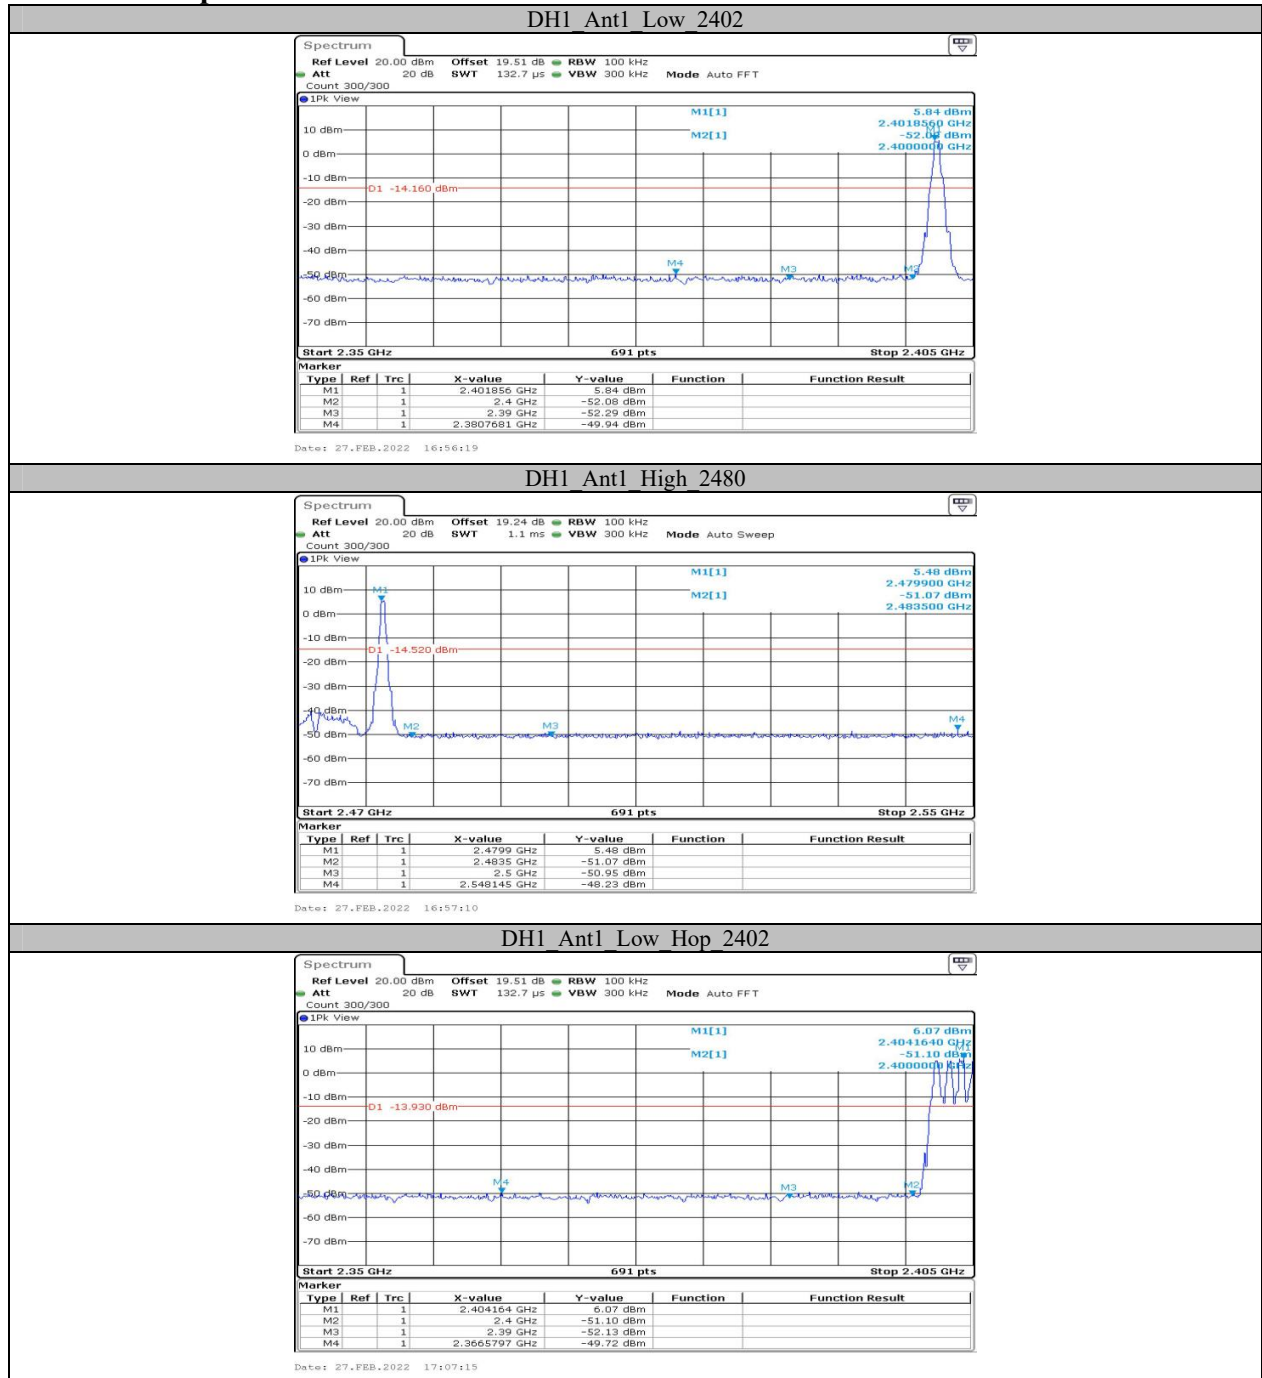 DH1_Ant1_Low_2402
Spectrum
Ref Level 20.00 dBm Offset 19.51 dB RBW 100 kHz
Att 20 dB SWT 132.7 µs VBW 300 kHz Mode Auto FFT
Count 300/300
1Pk View
M1[1] 5.84 dBm
2.4018560 GHz
10 dBm M2[1] -52.08 dBm
M1
2.4000000 GHz
0 dBm
-10 dBm
D1 -14.160 dBm
-20 dBm
-30 dBm
-40 dBm
M4 M3 M2
-50 dBm
-60 dBm
-70 dBm
Start 2.35 GHz 691 pts Stop 2.405 GHz
Marker
Type Ref Trc X-value Y-value Function Function Result
M1 1 2.401856 GHz 5.84 dBm
M2 1 2.4 GHz -52.08 dBm
M3 1 2.39 GHz -52.29 dBm
M4 1 2.3807681 GHz -49.94 dBm
Date: 27.FEB.2022 16:56:19
DH1_Ant1_High_2480
Spectrum
Ref Level 20.00 dBm Offset 19.24 dB RBW 100 kHz
Att 20 dB SWT 1.1 ms VBW 300 kHz Mode Auto Sweep
Count 300/300
1Pk View
M1[1] 5.48 dBm
2.479900 GHz
10 dBm M1 M2[1] -51.07 dBm
2.483500 GHz
0 dBm
-10 dBm
D1 -14.520 dBm
-20 dBm
-30 dBm
-40 dBm
M2 M3 M4
-50 dBm
-60 dBm
-70 dBm
Start 2.47 GHz 691 pts Stop 2.55 GHz
Marker
Type Ref Trc X-value Y-value Function Function Result
M1 1 2.4799 GHz 5.48 dBm
M2 1 2.4835 GHz -51.07 dBm
M3 1 2.5 GHz -50.95 dBm
M4 1 2.548145 GHz -48.23 dBm
Date: 27.FEB.2022 16:57:10
DH1_Ant1_Low_Hop_2402
Spectrum
Ref Level 20.00 dBm Offset 19.51 dB RBW 100 kHz
Att 20 dB SWT 132.7 µs VBW 300 kHz Mode Auto FFT
Count 300/300
1Pk View
M1[1] 6.07 dBm
2.4041640 GHz
M1
10 dBm M2[1] -51.10 dBm
2.4000000 GHz
0 dBm
-10 dBm
D1 -13.930 dBm
-20 dBm
-30 dBm
-40 dBm
M4 M3 M2
-50 dBm
-60 dBm
-70 dBm
Start 2.35 GHz 691 pts Stop 2.405 GHz
Marker
Type Ref Trc X-value Y-value Function Function Result
M1 1 2.404164 GHz 6.07 dBm
M2 1 2.4 GHz -51.10 dBm
M3 1 2.39 GHz -52.13 dBm
M4 1 2.3665797 GHz -49.72 dBm
Date: 27.FEB.2022 17:07:15